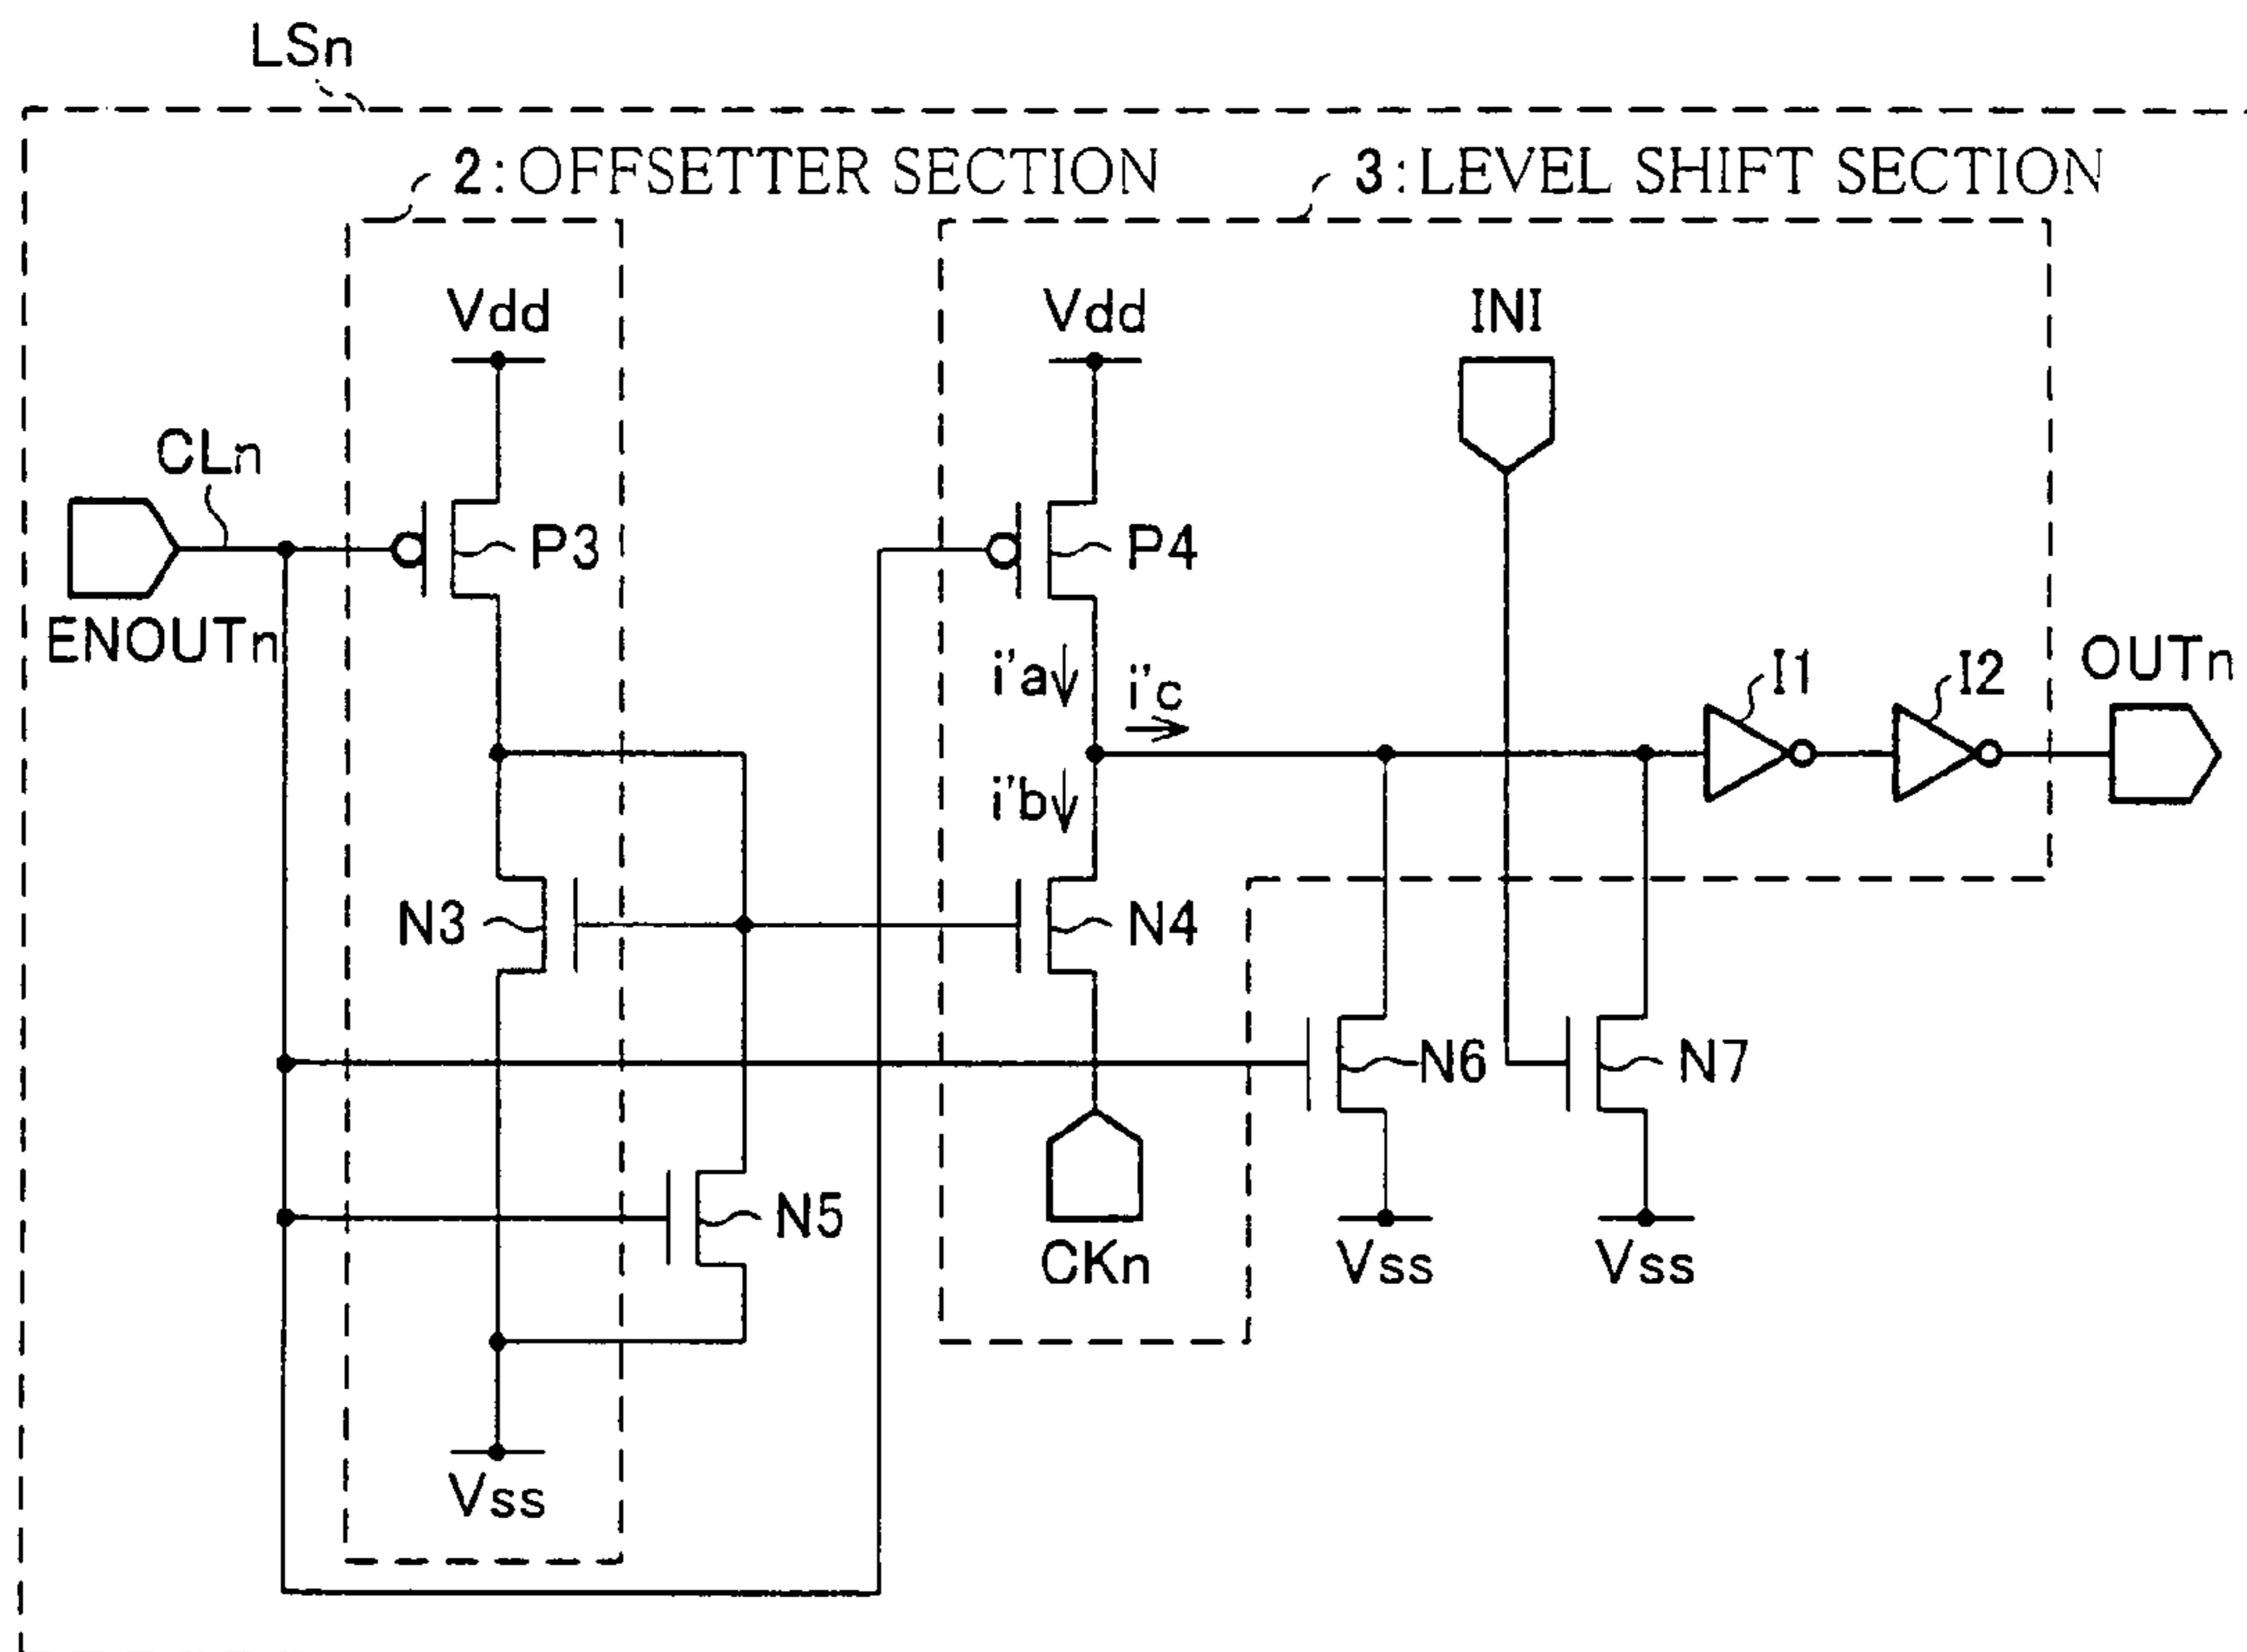 LSn
2:OFFSETTER SECTION
3:LEVEL SHIFT SECTION
Vdd
Vdd
INI
CLn
P3
P4
ENOUTn
i'a
i'c
I1
I2
OUTn
i'b
N3
N4
N6
N7
N5
CKn
Vss
Vss
Vss